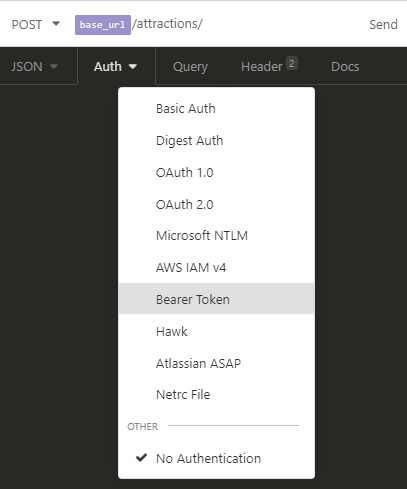 POST base_url/attractions/ Send
JSON Auth Query Header 2 Docs
Basic Auth
Digest Auth
OAuth 1.0
OAuth 2.0
Microsoft NTLM
AWS IAM v4
Bearer Token
Hawk
Atlassian ASAP
Netrc File
OTHER
No Authentication